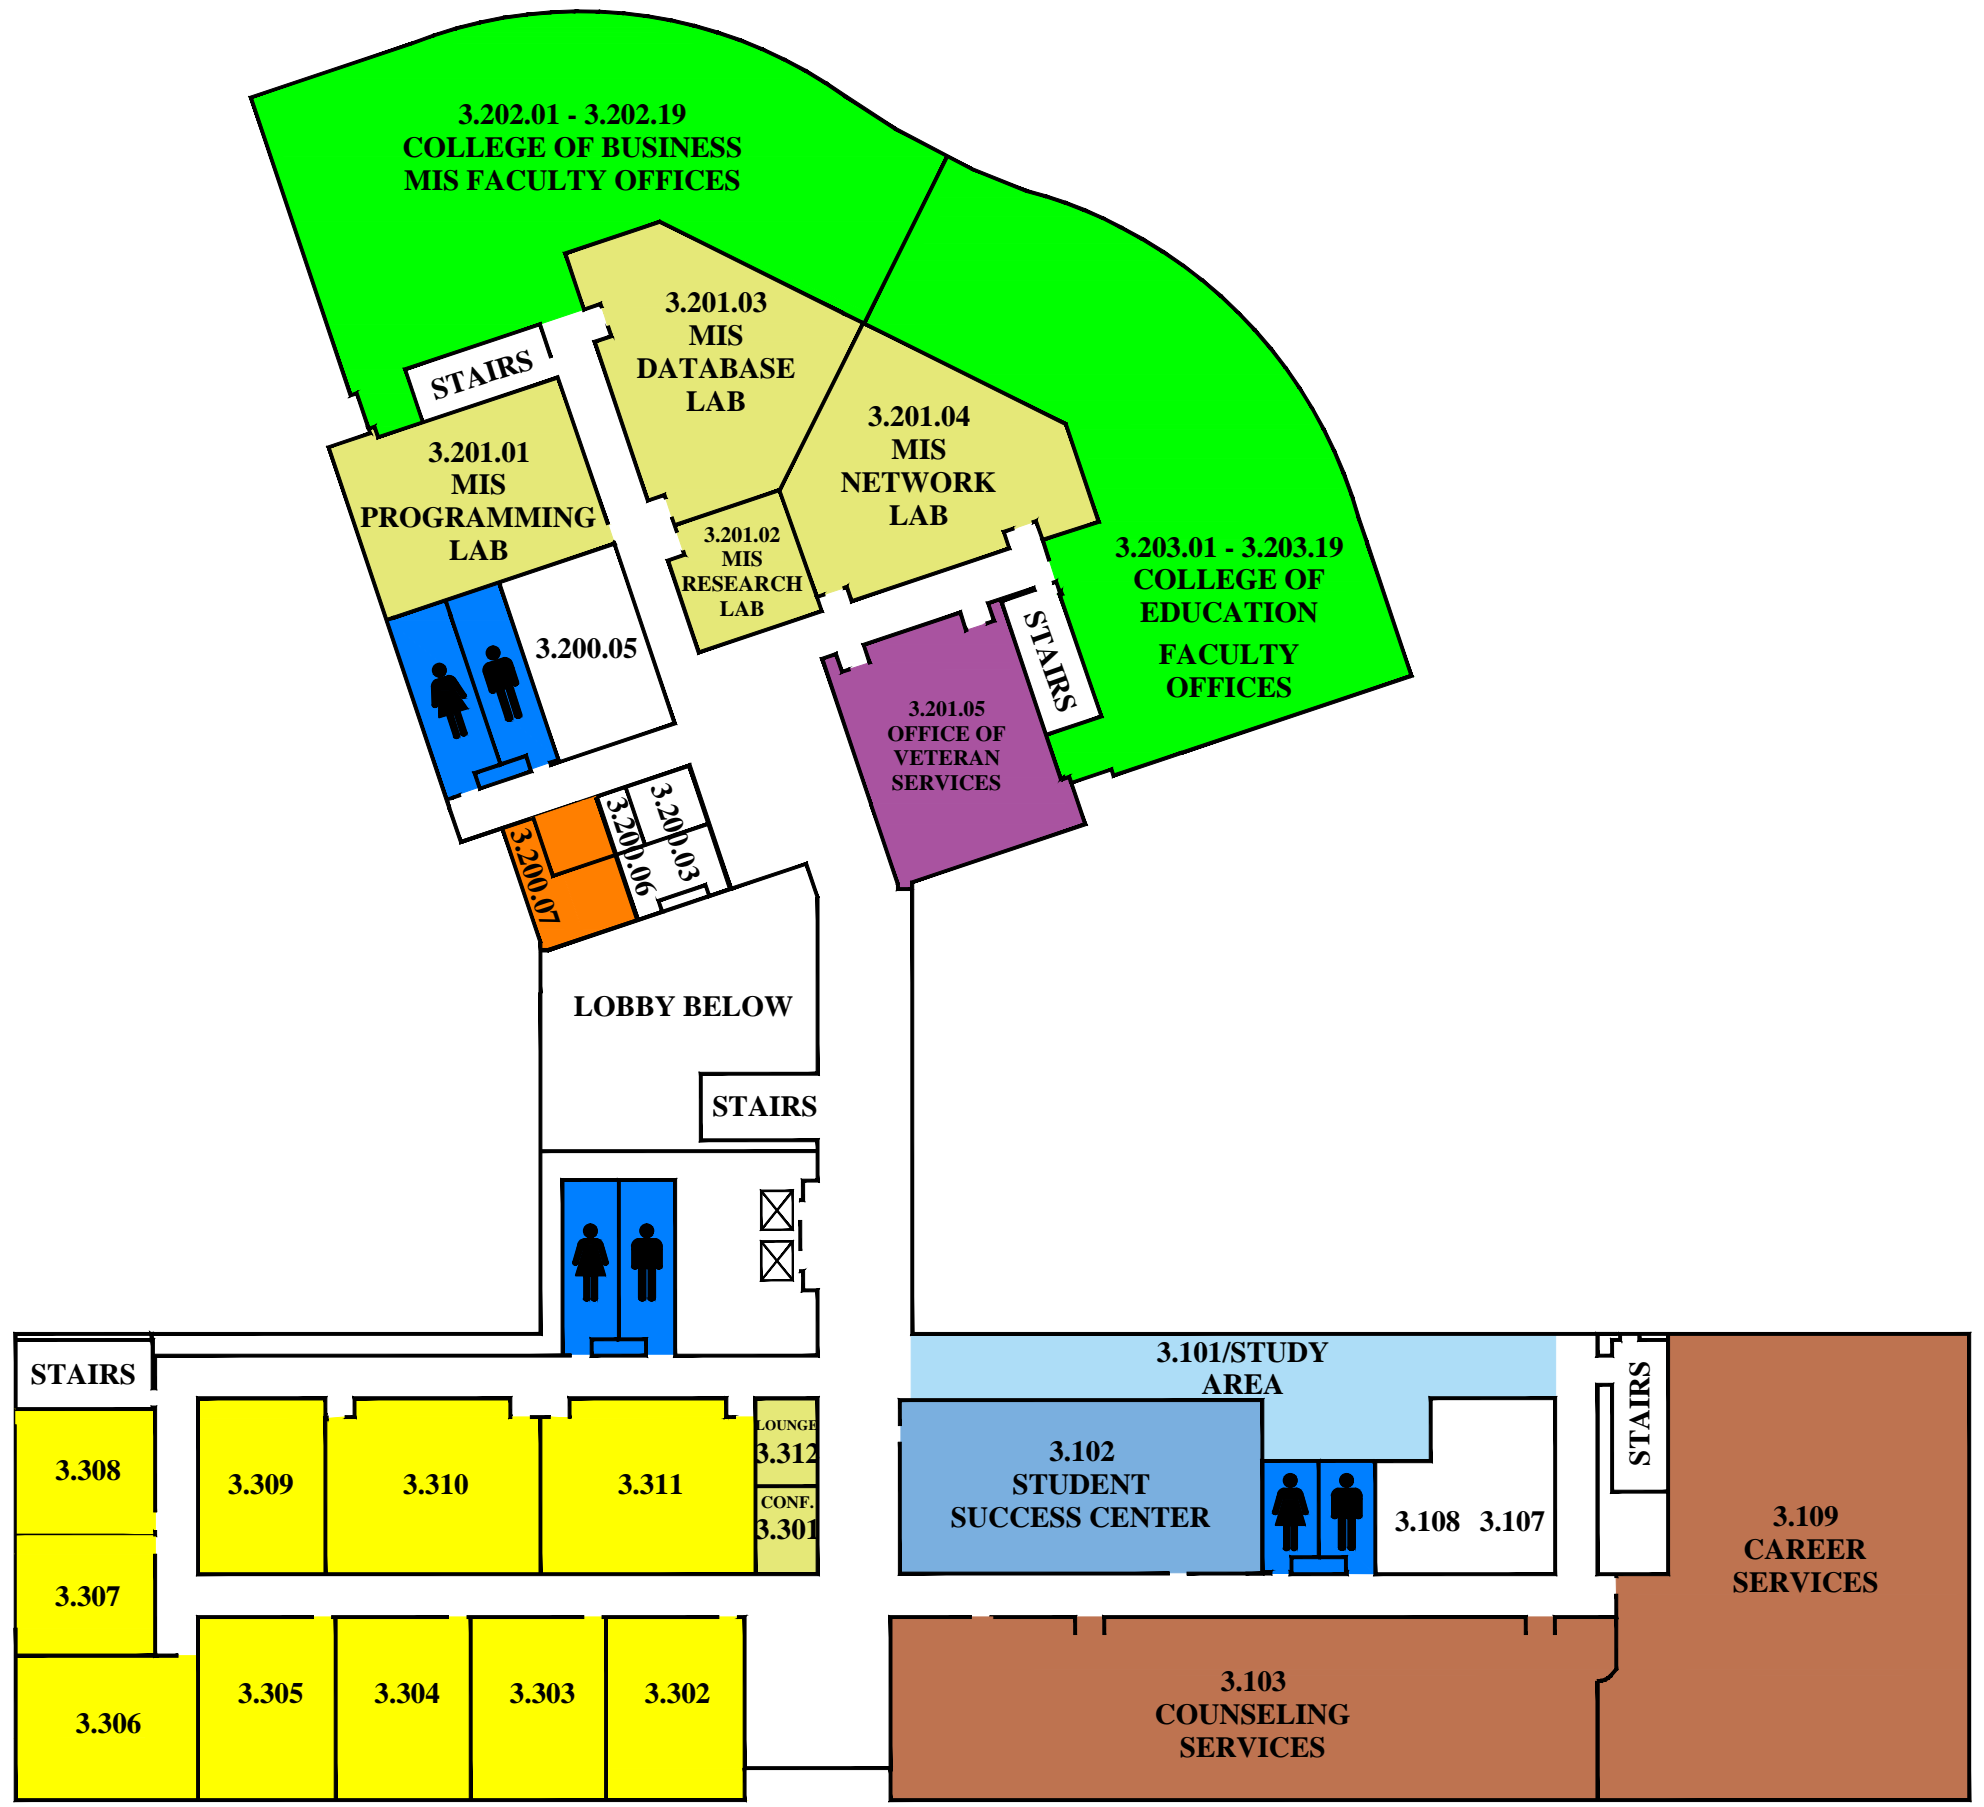 3.202.01 - 3.202.19
COLLEGE OF BUSINESS
MIS FACULTY OFFICES
3.201.03
MIS
DATABASE
LAB
STAIRS
3.201.04
MIS
NETWORK
LAB
3.201.01
MIS
PROGRAMMING
LAB
3.201.02
MIS
RESEARCH
LAB
3.203.01 - 3.203.19
COLLEGE OF
EDUCATION
FACULTY
OFFICES
STAIRS
3.200.05
3.201.05
OFFICE OF
VETERAN
SERVICES
3.200.07
3.200.06
3.200.03
LOBBY BELOW
STAIRS
STAIRS
3.101/STUDY
AREA
STAIRS
3.308
3.309
3.310
3.311
LOUNGE
3.312
CONF.
3.301
3.102
STUDENT
SUCCESS CENTER
3.108
3.107
3.109
CAREER
SERVICES
3.307
3.306
3.305
3.304
3.303
3.302
3.103
COUNSELING
SERVICES